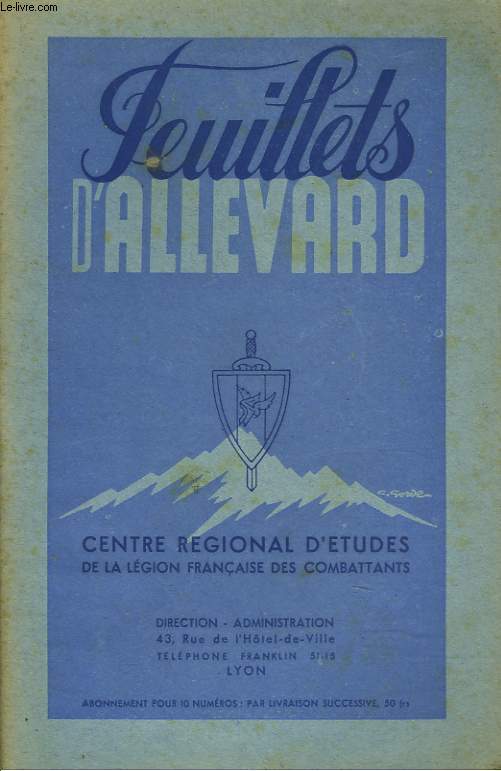 Le-livre.com
Feuillets
D'ALLEVARD
CENTRE REGIONAL D'ETUDES
DE LA LÉGION FRANÇAISE DES COMBATTANTS
DIRECTION - ADMINISTRATION
43, Rue de l'Hôtel-de-Ville
TÉLÉPHONE FRANKLIN 51-15
LYON
ABONNEMENT POUR 10 NUMÉROS : PAR LIVRAISON SUCCESSIVE, 50 frs